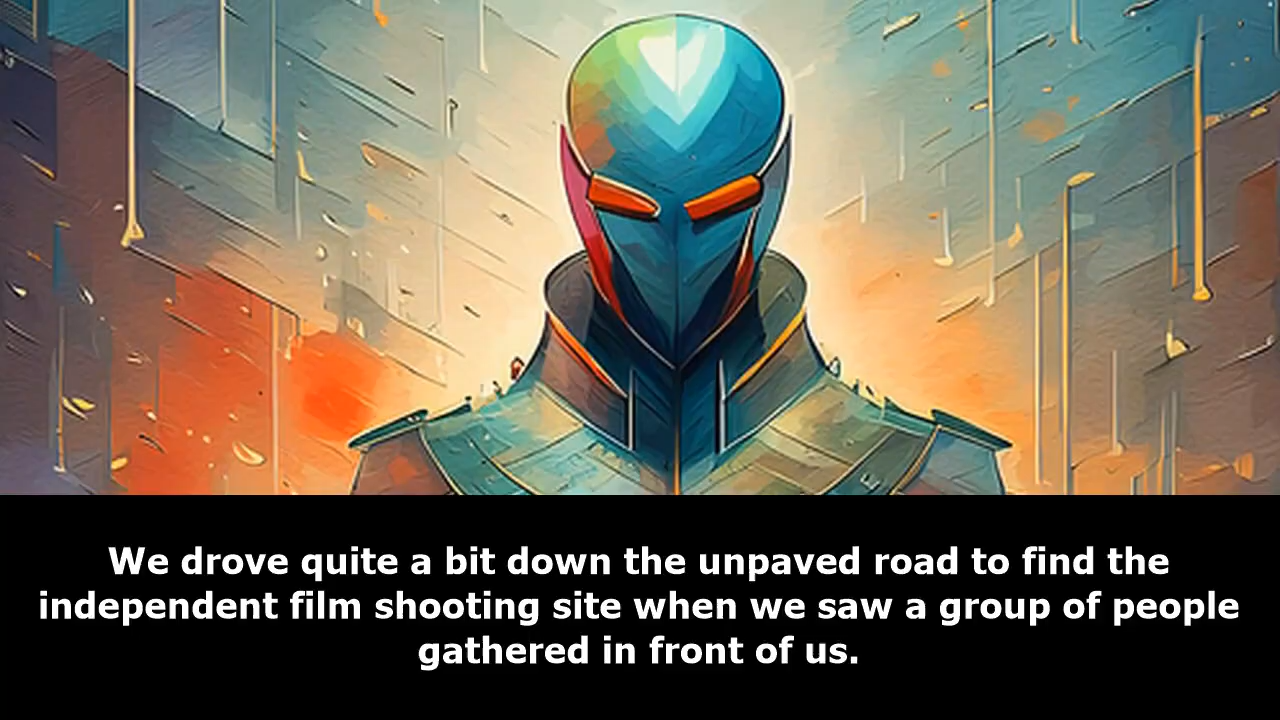 We drove quite a bit down the unpaved road to find the
independent film shooting site when we saw a group of people
gathered in front of us.